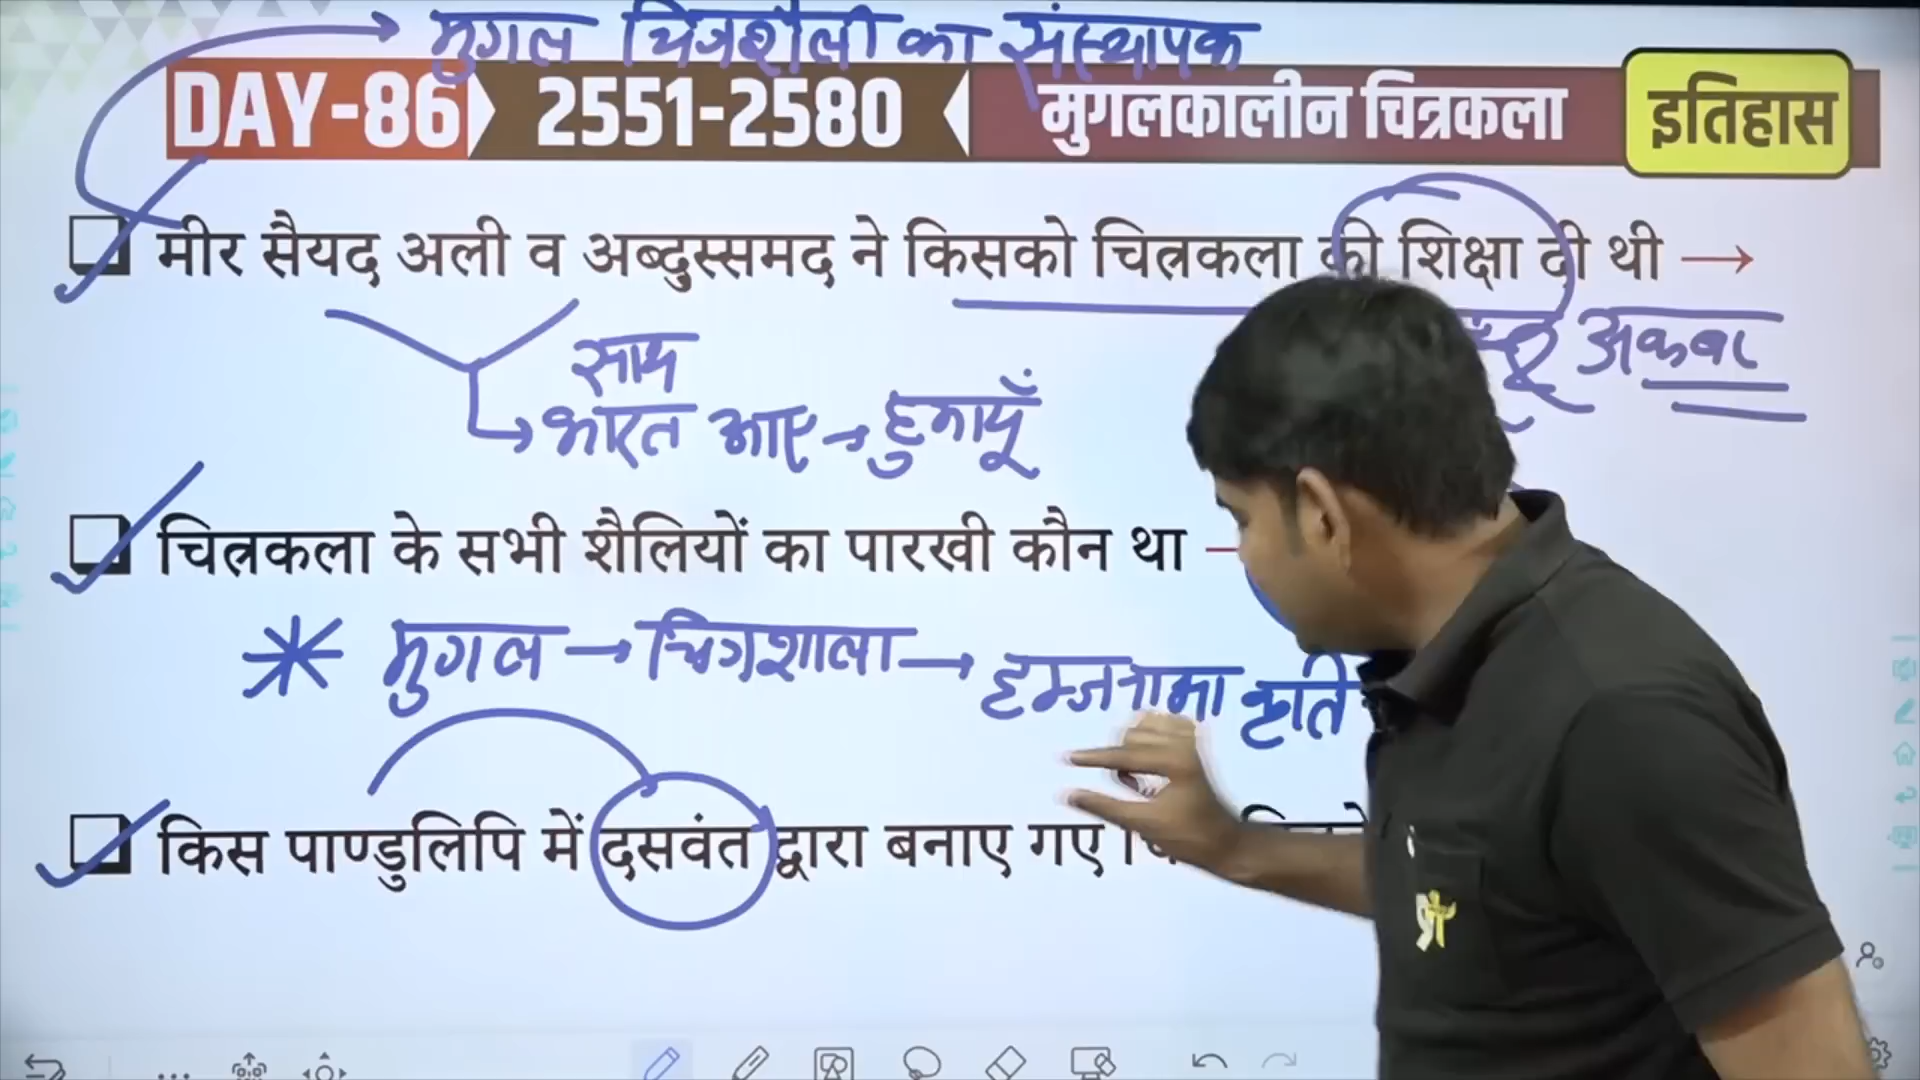 मुगल चित्रशैली का संस्थापक
DAY-86 2551-2580 मुगलकालीन चित्रकला इतिहास
मीर सैयद अली व अब्दुस्समद ने किसको चित्रकला की शिक्षा दी थी →
अकबर
साथ
भारत आए → हुमायूँ
चित्रकला के सभी शैलियों का पारखी कौन था
* मुगल → चित्रशाला → हम्जनामा कृति
किस पाण्डुलिपि में दसवंत द्वारा बनाए गए